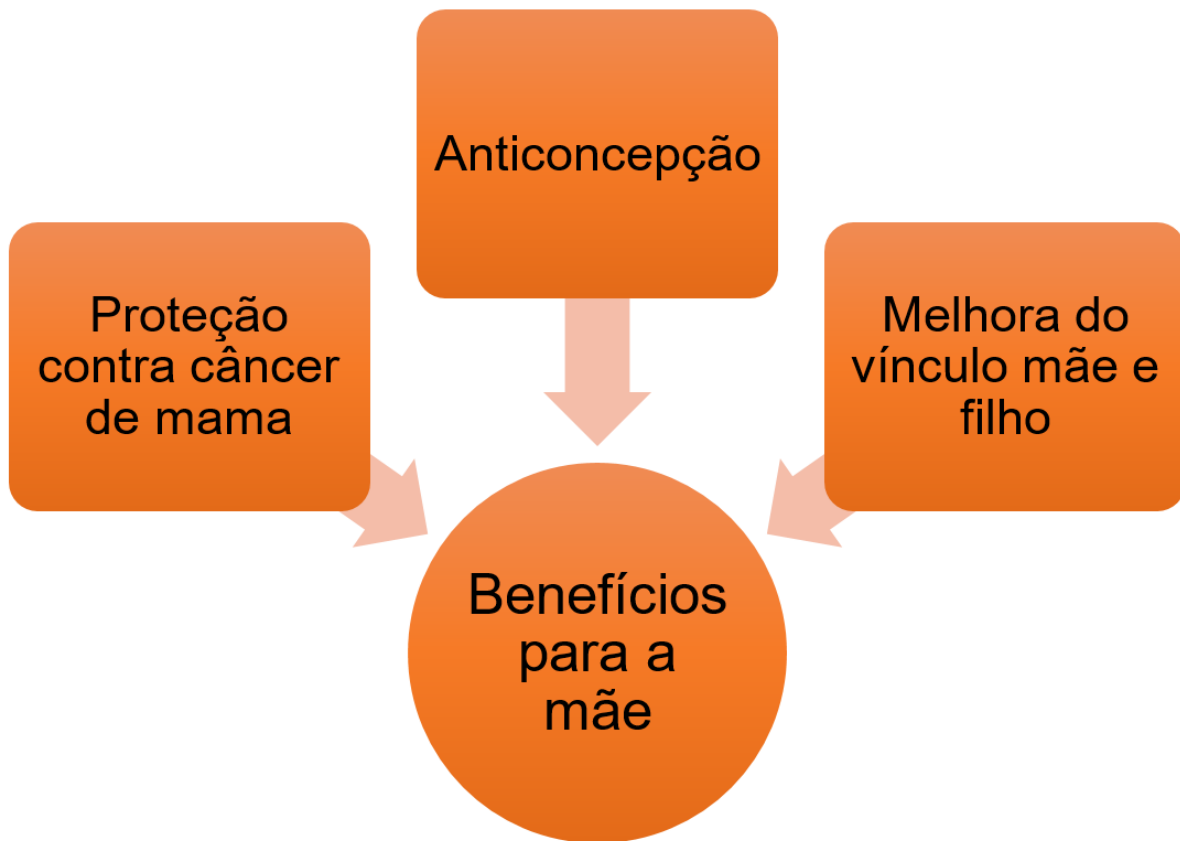 Anticoncepção
Proteção
contra câncer
de mama
Melhora do
vínculo mãe e
filho
Benefícios
para a
mãe